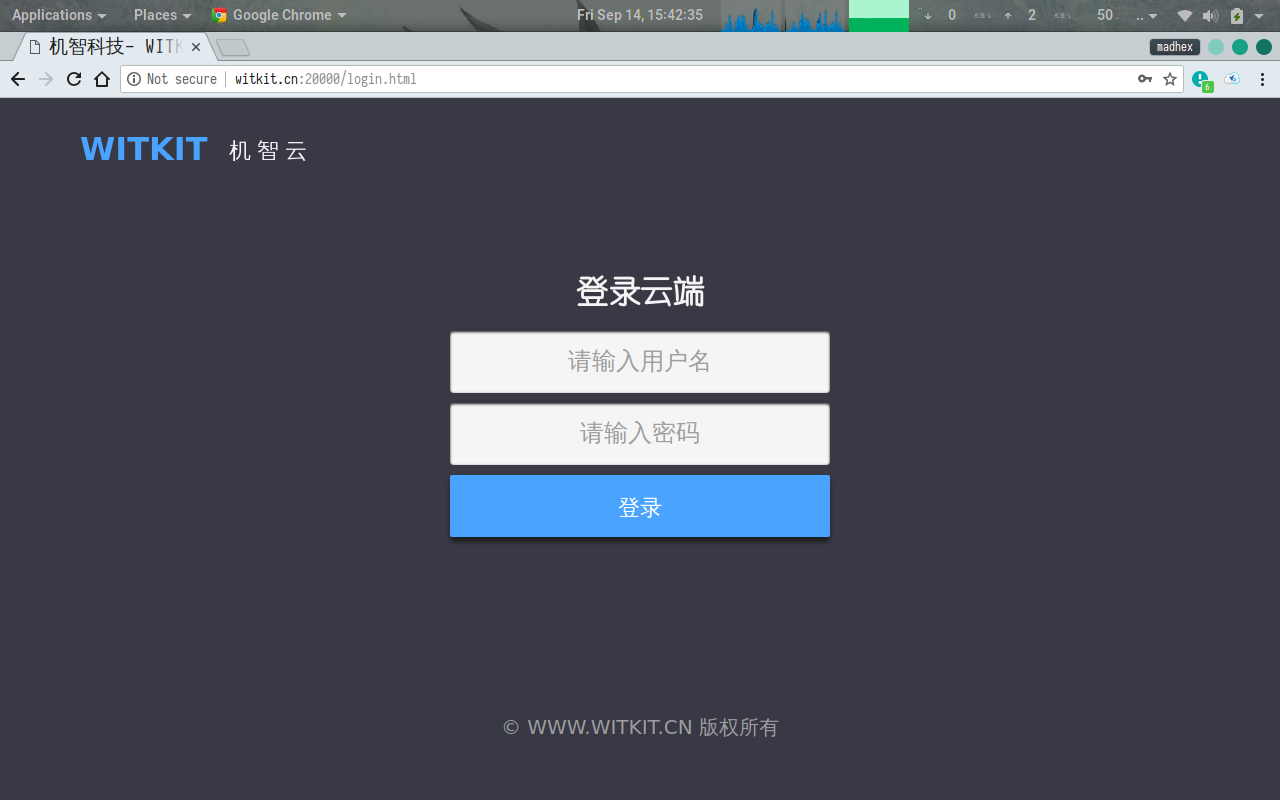 Applications Places Google Chrome Fri Sep 14, 15:42:35 0 2 50..
机智科技- WITK
madhex
Not secure witkit.cn:20000/login.html
6
WITKIT 机智云
登录云端
请输入用户名
请输入密码
登录
© WWW.WITKIT.CN 版权所有